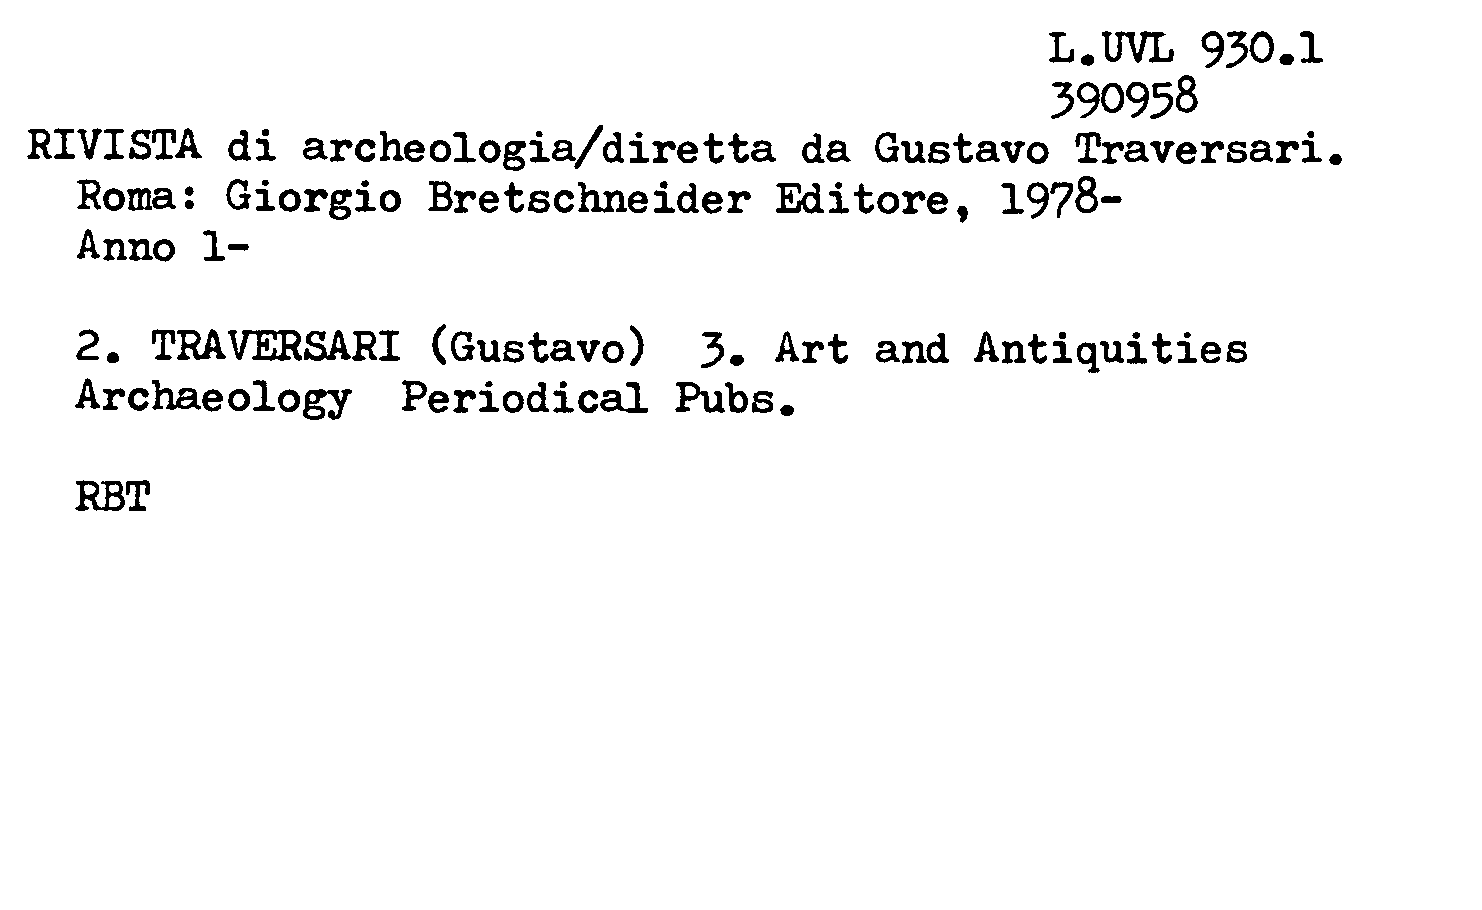 L.UVL 930.1
390958
RIVISTA di archeologia/diretta da Gustavo Traversari.
Roma: Giorgio Bretschneider Editore, 1978-
Anno 1-
2. TRAVERSARI (Gustavo) 3. Art and Antiquities
Archaeology Periodical Pubs.
RBT